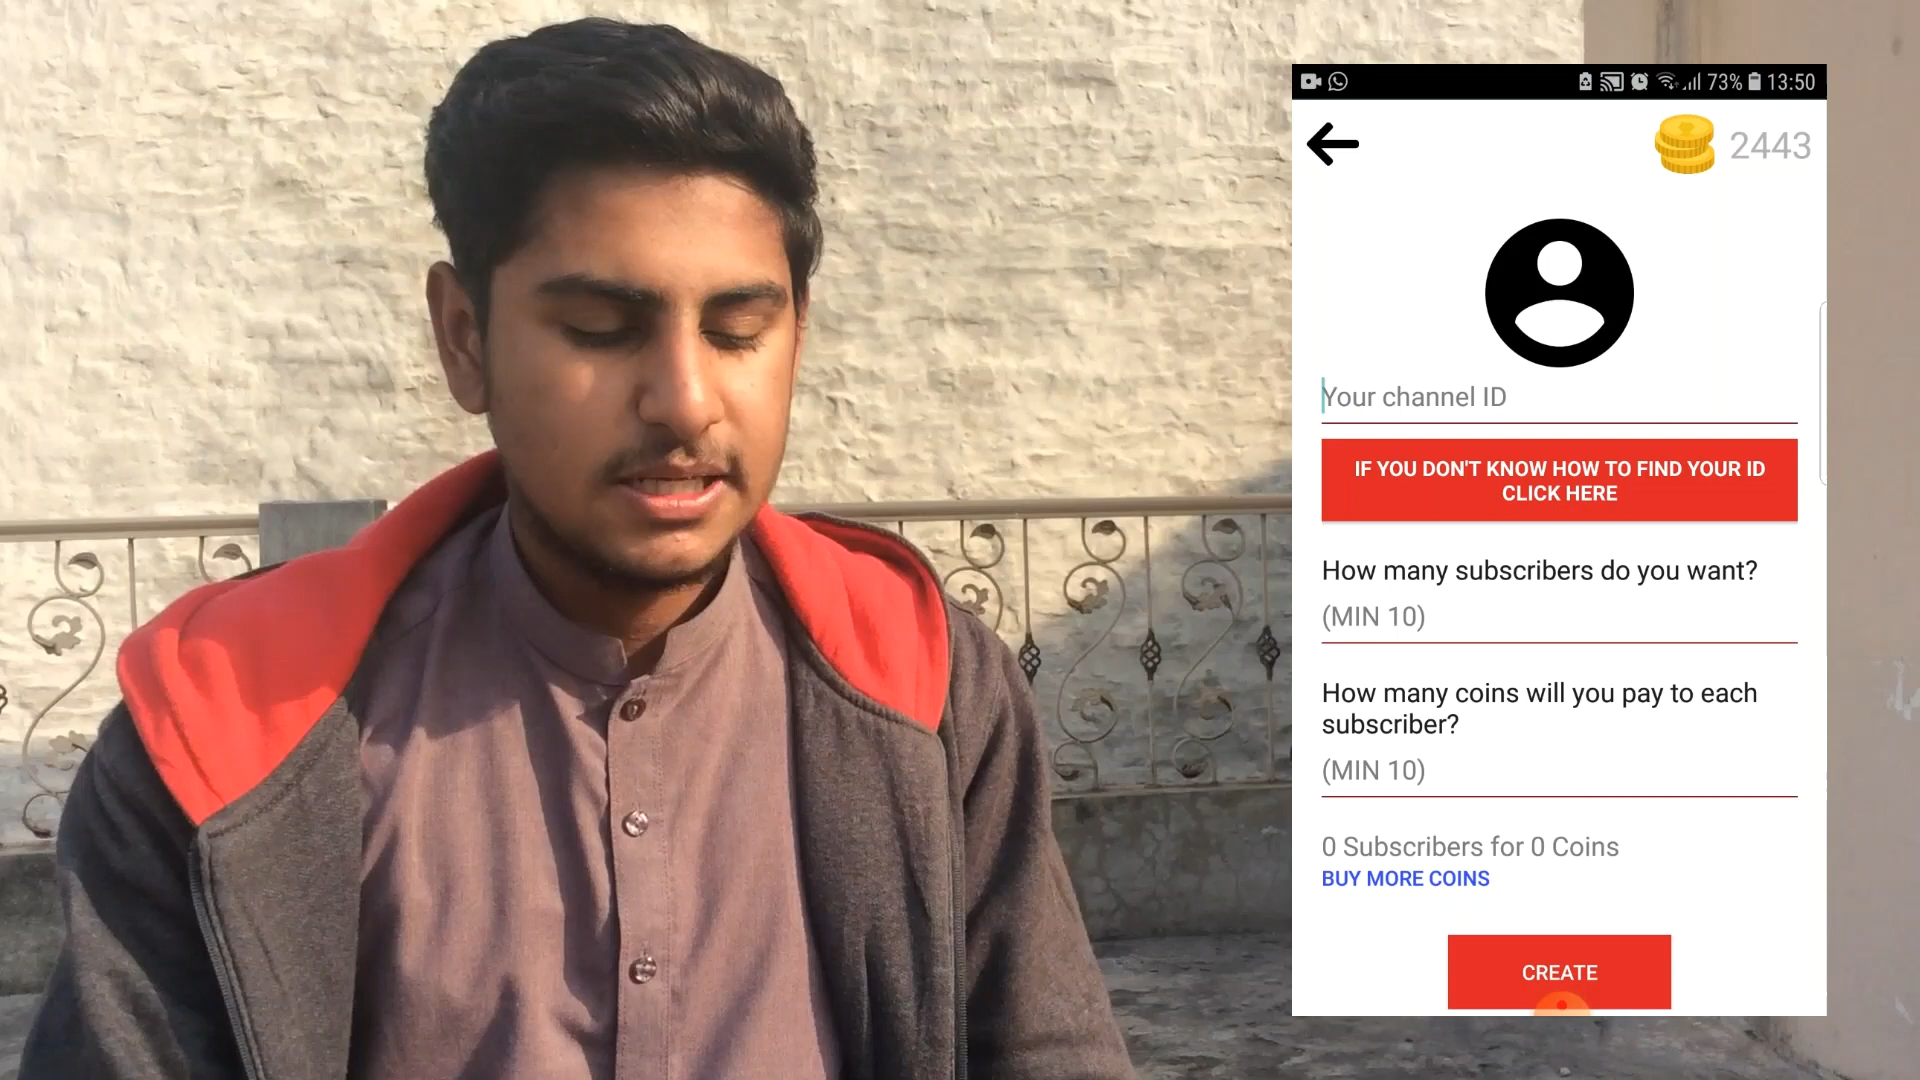 73% 13:50
2443
Your channel ID
IF YOU DON'T KNOW HOW TO FIND YOUR ID
CLICK HERE
How many subscribers do you want?
(MIN 10)
How many coins will you pay to each
subscriber?
(MIN 10)
0 Subscribers for 0 Coins
BUY MORE COINS
CREATE